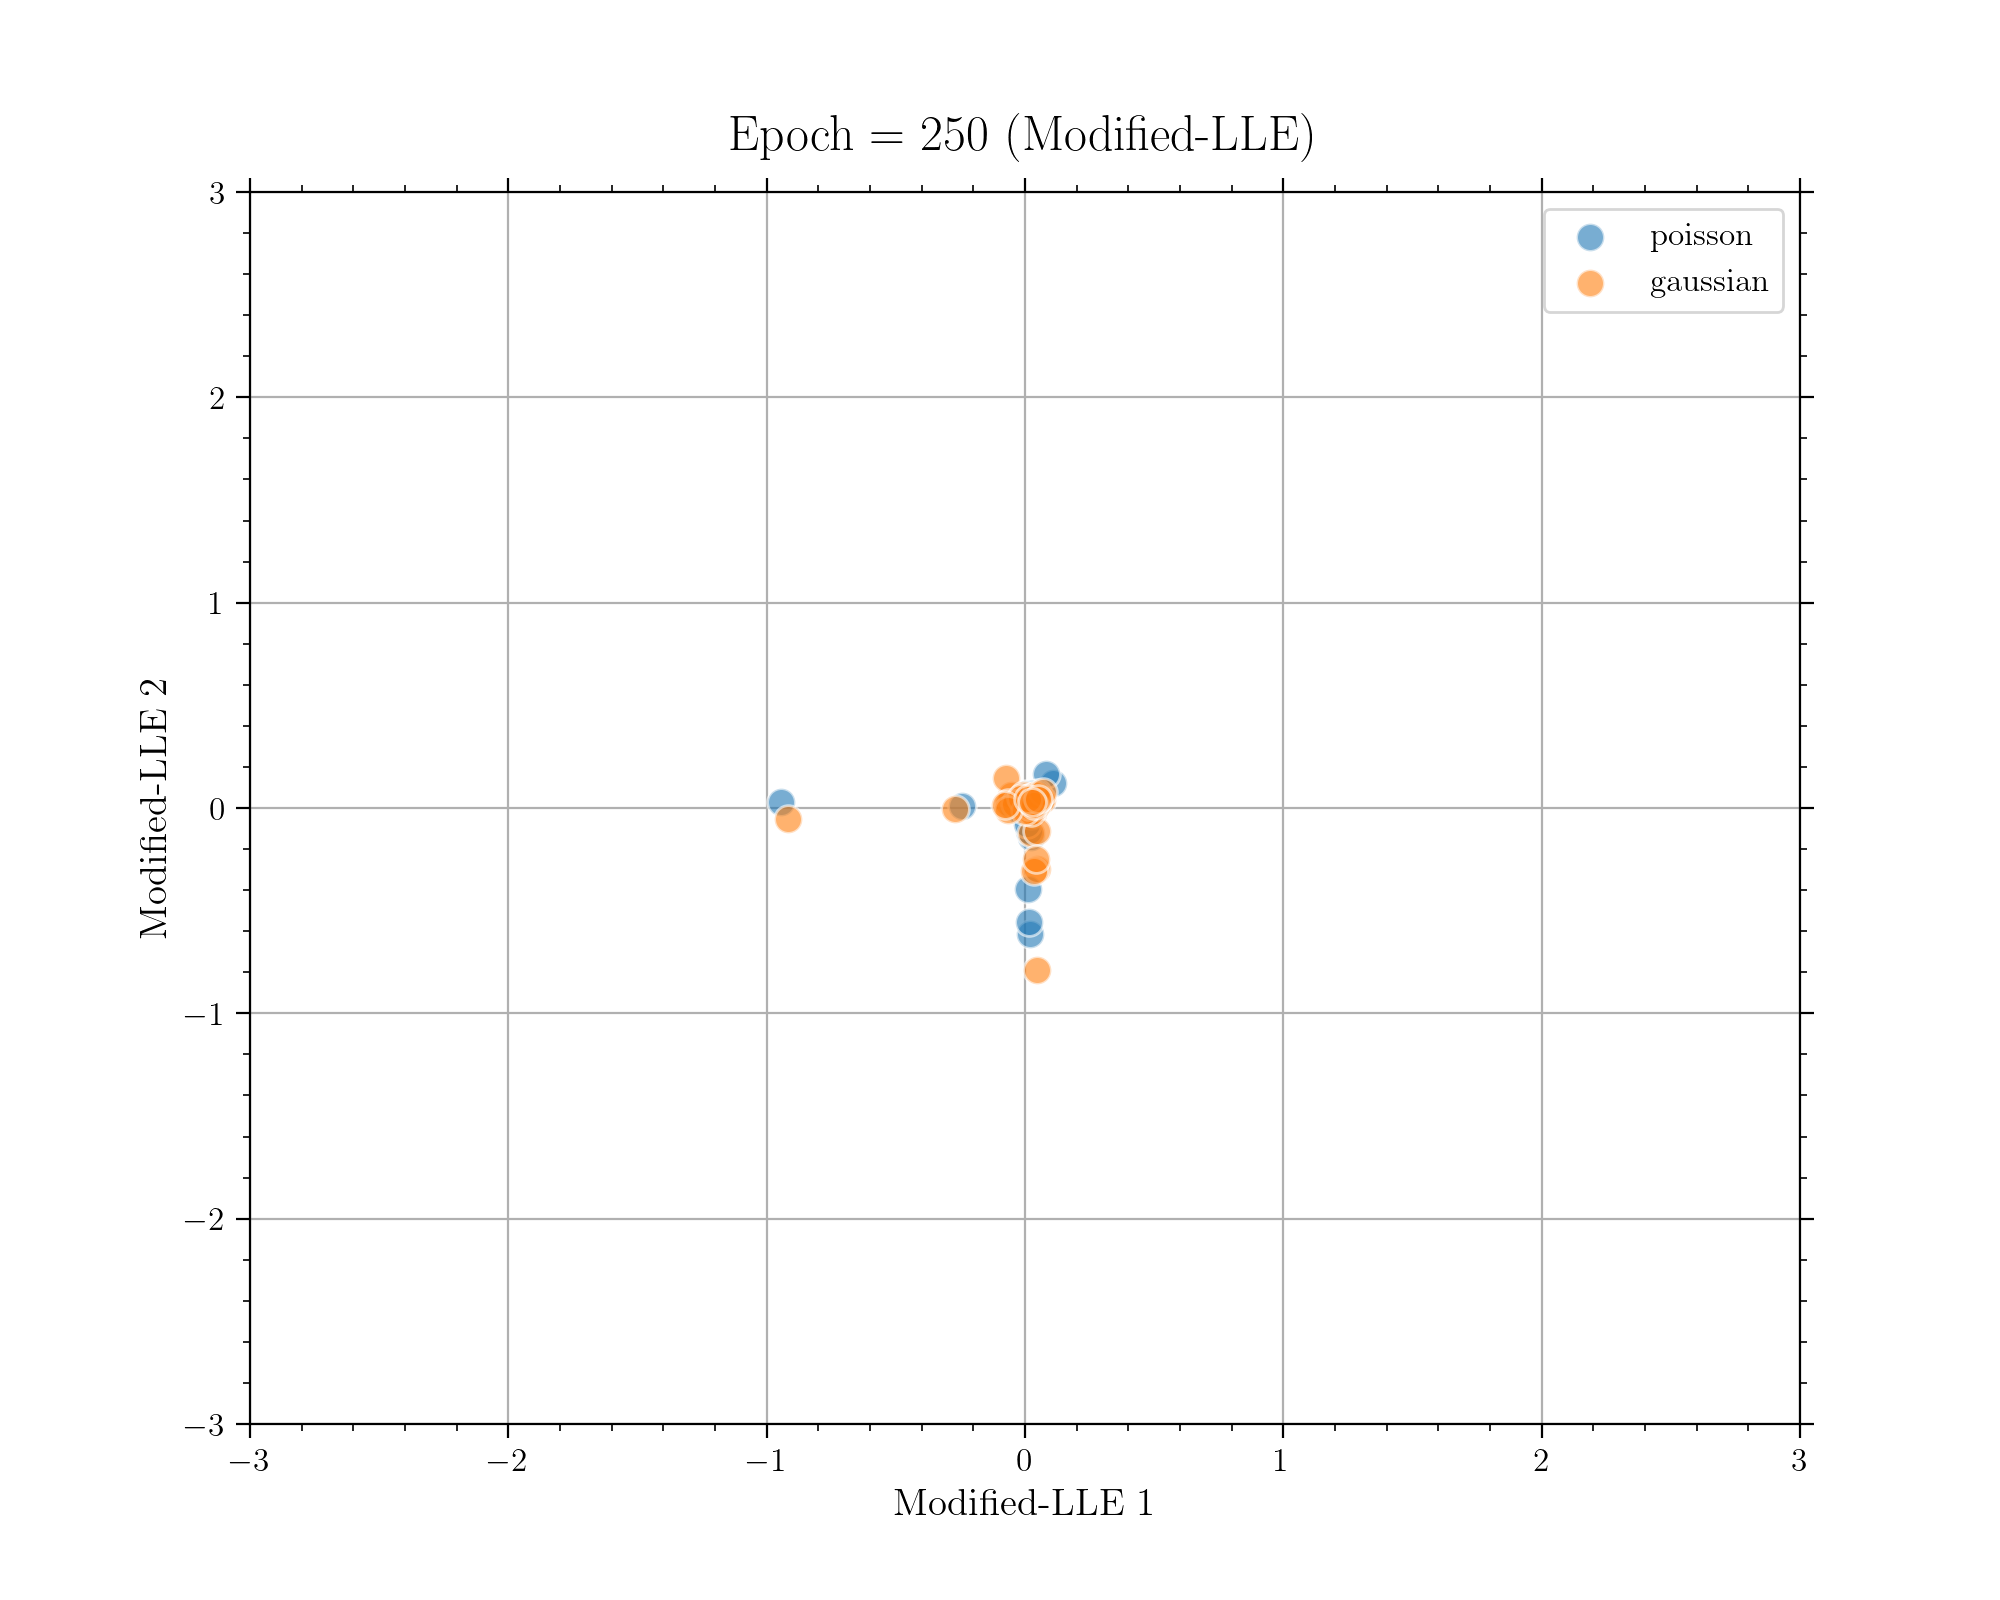 Epoch = 250 (Modified-LLE)
poisson
gaussian
3
2
1
0
−1
−2
−3
Modified-LLE 2
−3
−2
−1
0
1
2
3
Modified-LLE 1